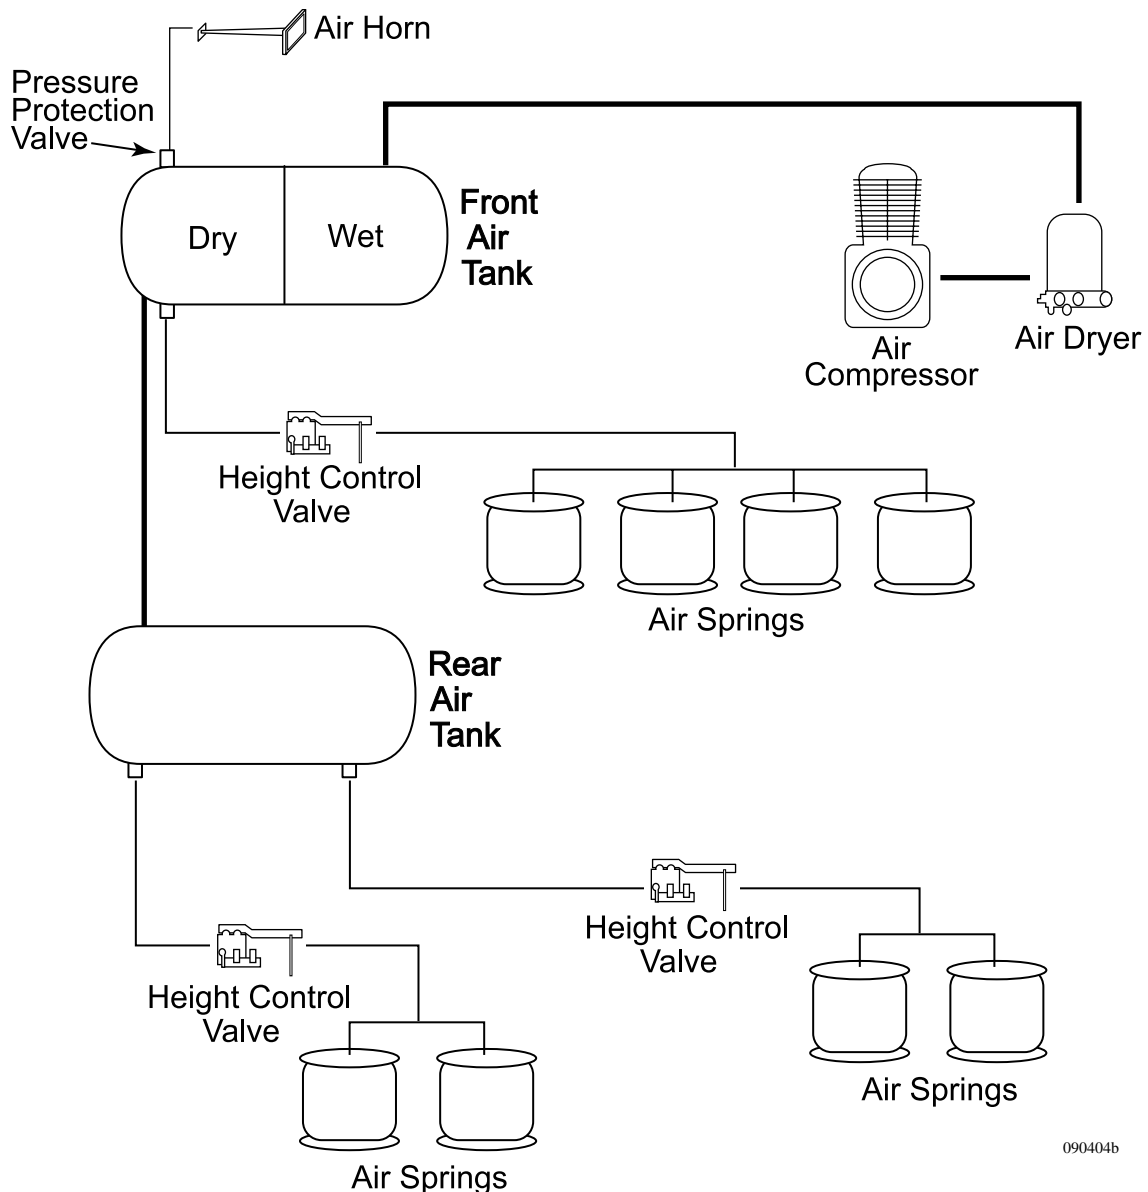 Air Horn
Pressure
Protection
Valve
Dry
Wet
Front
Air
Tank
Air
Compressor
Air Dryer
Height Control
Valve
Air Springs
Rear
Air
Tank
Height Control
Valve
Air Springs
Height Control
Valve
Air Springs
090404b